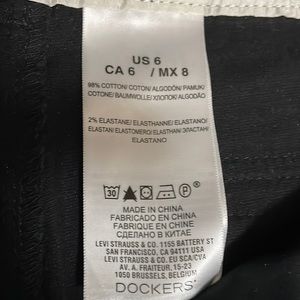 US 6
CA 6 / MX 8
98% COTTON/ COTON/ ALGODÃO/ PAMUK/
COTONE/ BAUMWOLLE/ ХЛОПОК/ ALGODÃO
2% ELASTANE/ ELASTHANNE/ ELASTANO/
ELASTAN/ ELASTOMERO/ ELASTHAN/ ЭЛАСТАН/
ELASTANO
30
MADE IN CHINA
FABRICADO EN CHINA
FABRIQUE EN CHINE
СДЕЛАНО В КИТАЕ
LEVI STRAUSS & CO. 1155 BATTERY ST
SAN FRANCISCO, CA 94111 USA
LEVI STRAUSS & CO EU SCA/CVA
AV. A. FRAITEUR, 15-23
1050 BRUSSELS, BELGIUM
DOCKERS®